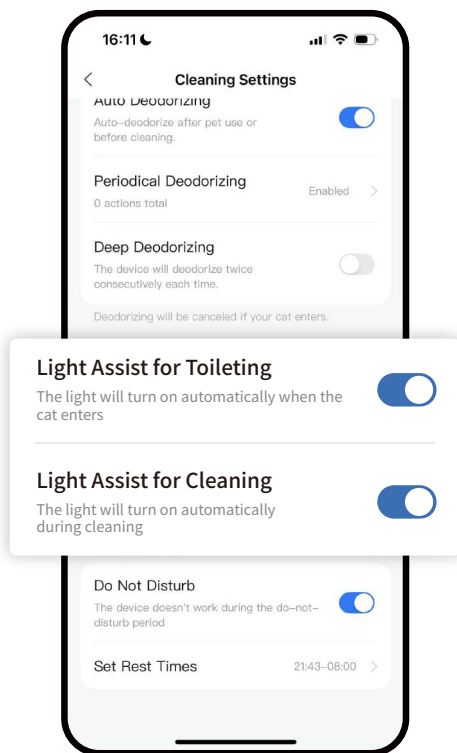 16:11
Cleaning Settings
Auto Deodorizing
Auto-deodorize after pet use or
before cleaning.
Periodical Deodorizing
Enabled
0 actions total
Deep Deodorizing
The device will deodorize twice
consecutively each time.
Deodorizing will be canceled if your cat enters.
Light Assist for Toileting
The light will turn on automatically when the
cat enters
Light Assist for Cleaning
The light will turn on automatically
during cleaning
Do Not Disturb
The device doesn't work during the do-not-
disturb period
Set Rest Times
21:43-08:00